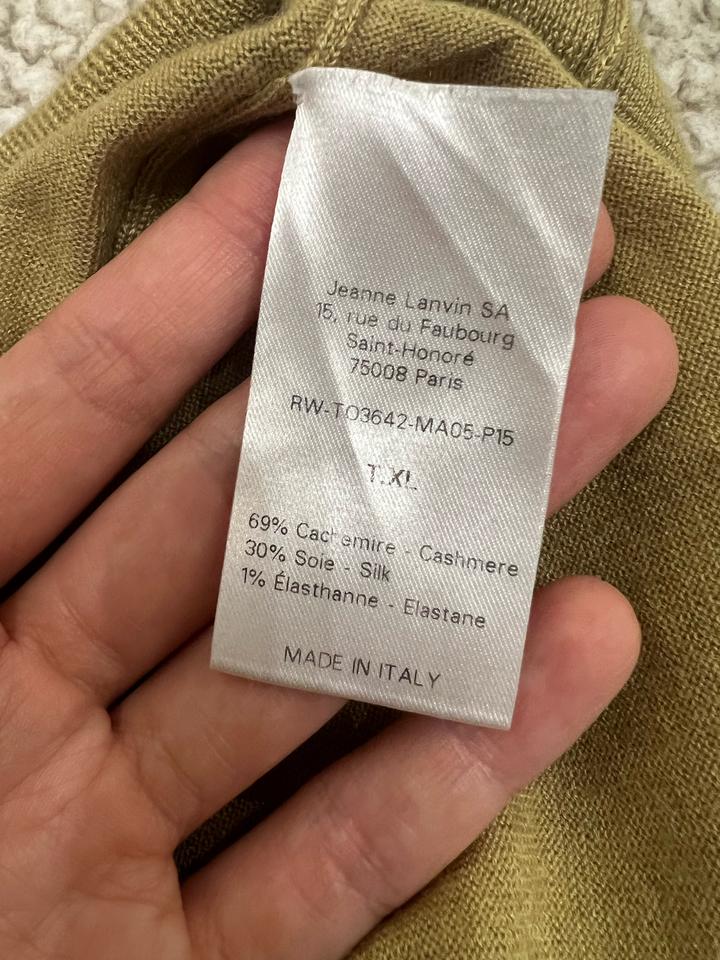 Jeanne Lanvin SA
15, rue du Faubourg
Saint-Honoré
75008 Paris
RW-TO3642-MA05-P15
T.XL
69% Cachemire - Cashmere
30% Soie - Silk
1% Élasthanne - Elastane
MADE IN ITALY